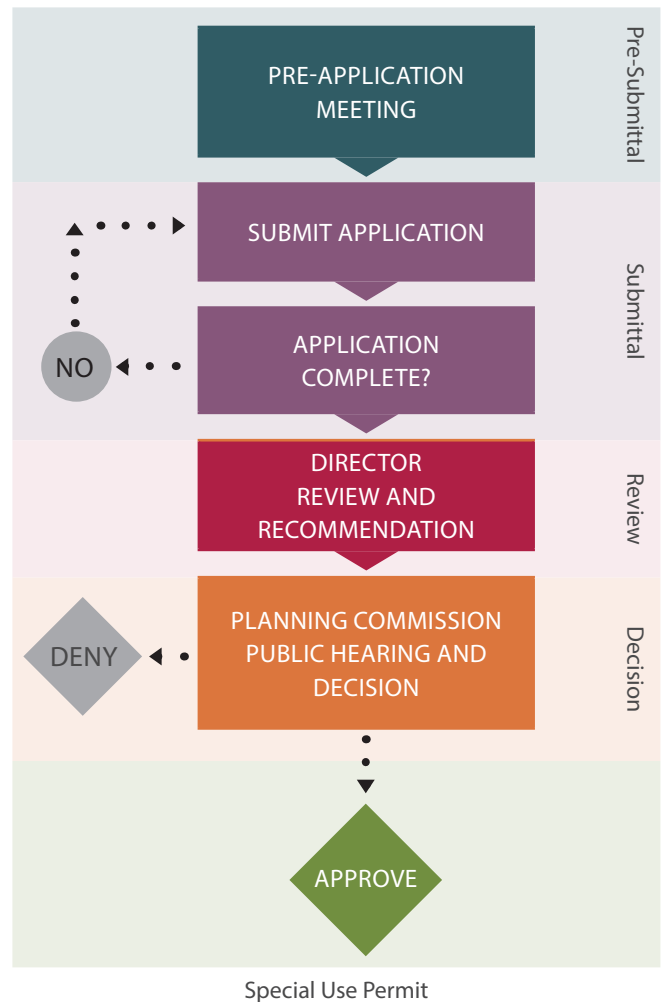 PRE-APPLICATION
MEETING
Pre-Submittal
SUBMIT APPLICATION
Submittal
NO
APPLICATION
COMPLETE?
DIRECTOR
REVIEW AND
RECOMMENDATION
Review
PLANNING COMMISSION
PUBLIC HEARING AND
DECISION
DENY
Decision
APPROVE
Special Use Permit